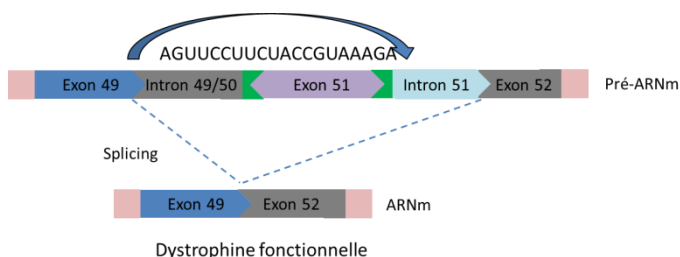 AGUUCCUUCUACCGUAAAGA
Exon 49 Intron 49/50 Exon 51 Intron 51 Exon 52 Pré-ARNm
Splicing
Exon 49 Exon 52 ARNm
Dystrophine fonctionnelle